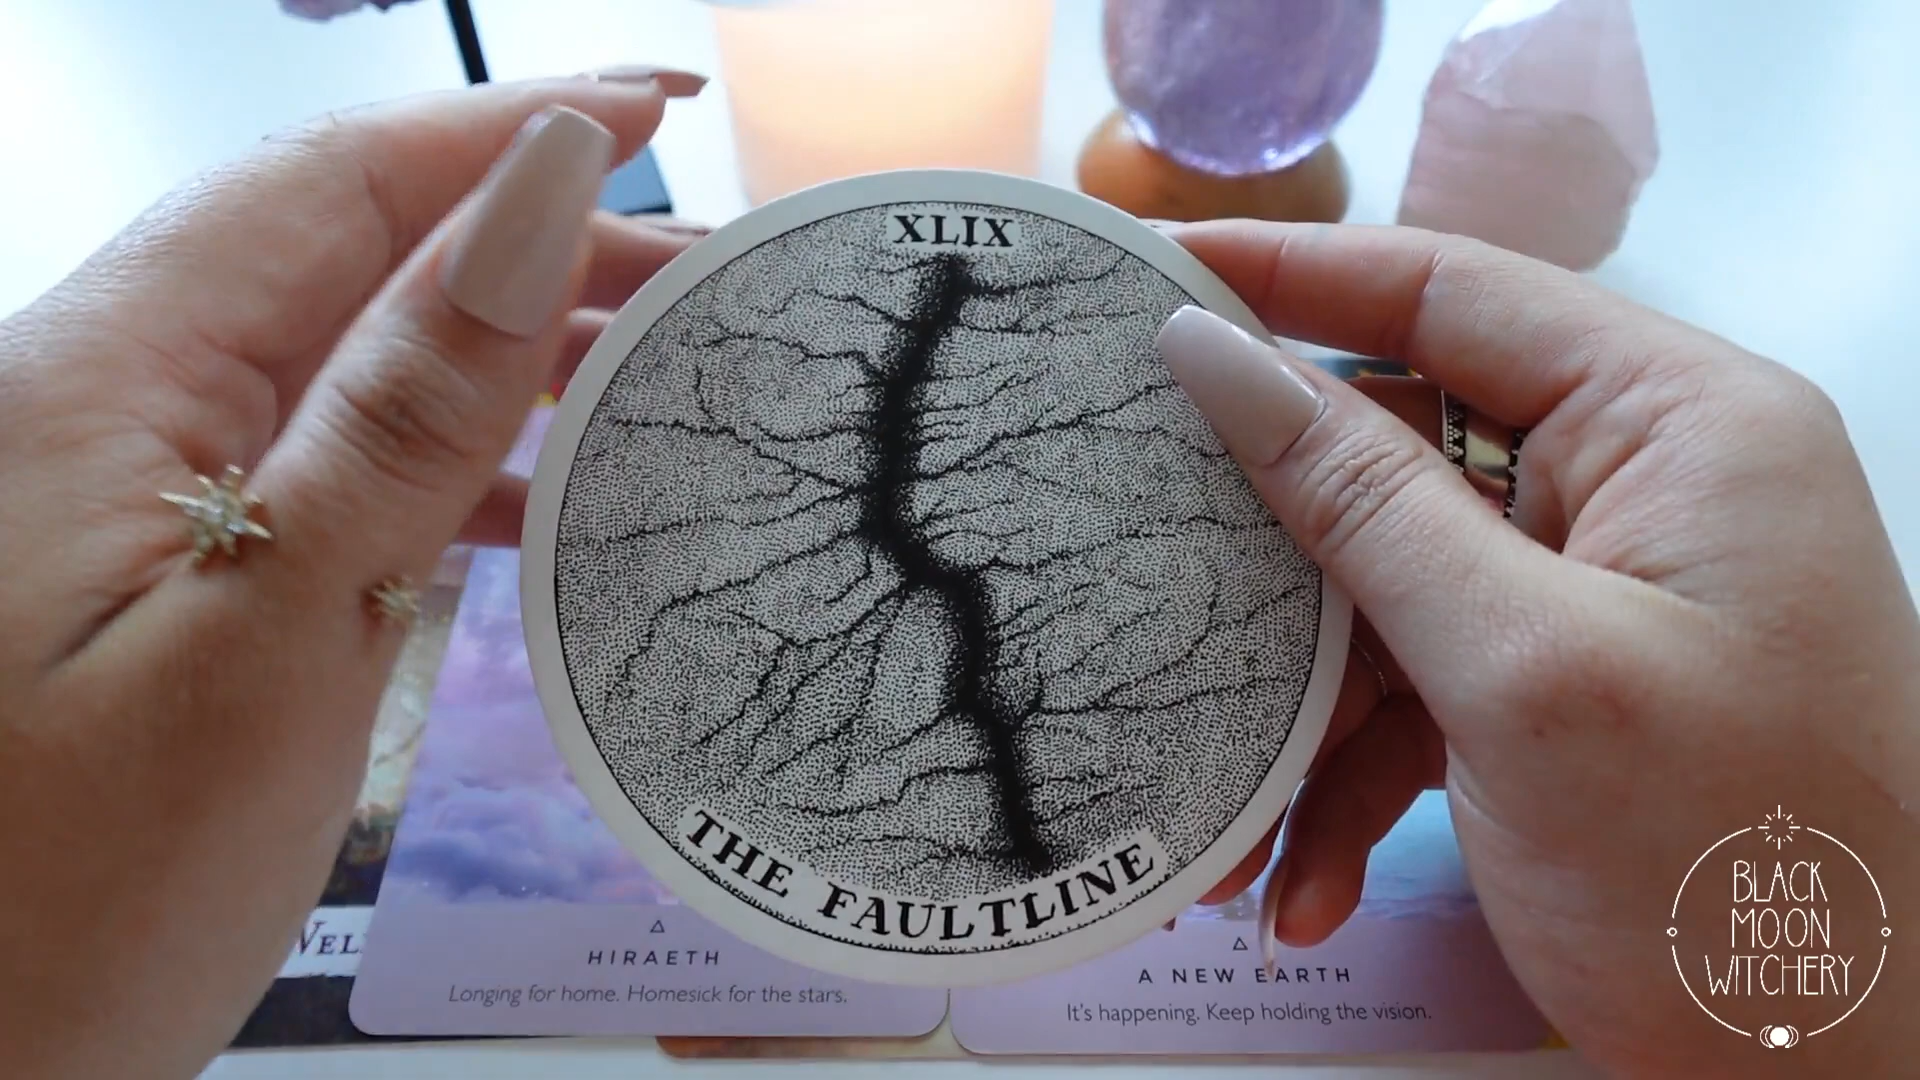 XLIX
THE FAULTLINE
HIRAETH
Longing for home. Homesick for the stars.
A NEW EARTH
It's happening. Keep holding the vision.
BLACK
MOON
WITCHERY